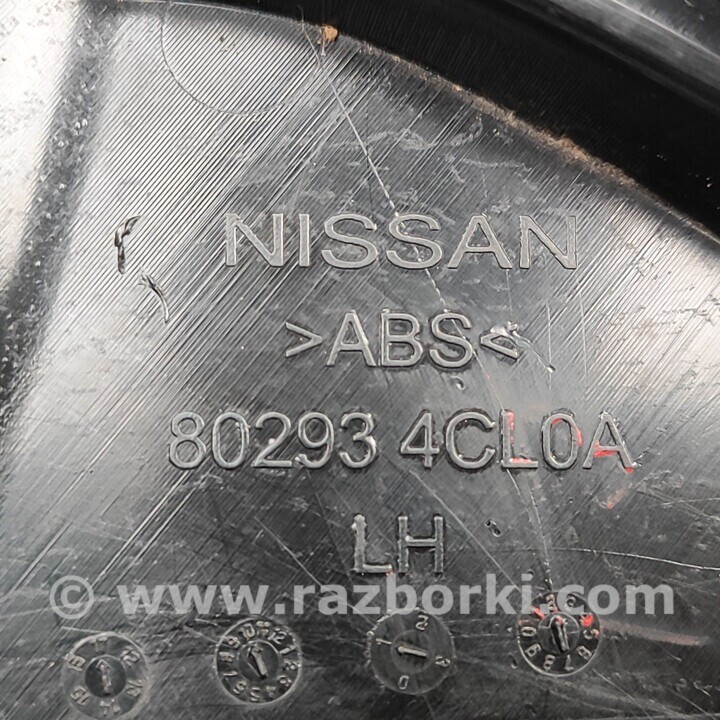 NISSAN
>ABS<
80293 4CL0A
LH
© www.razborki.com